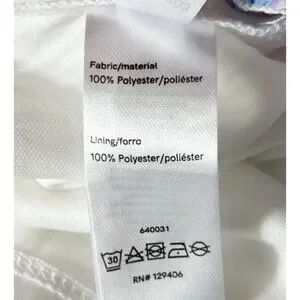 Fabric/material
100% Polyester/poliéster
Lining/forro
100% Polyester/poliéster
640031
30
RN# 129406